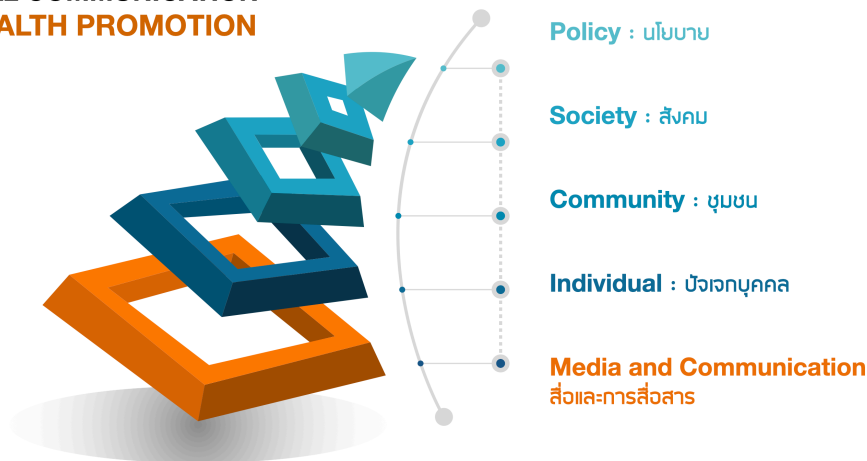 HEALTH PROMOTION
Policy : นโยบาย
Society : สังคม
Community : ชุมชน
Individual : ปัจเจกบุคคล
Media and Communication
สื่อและการสื่อสาร